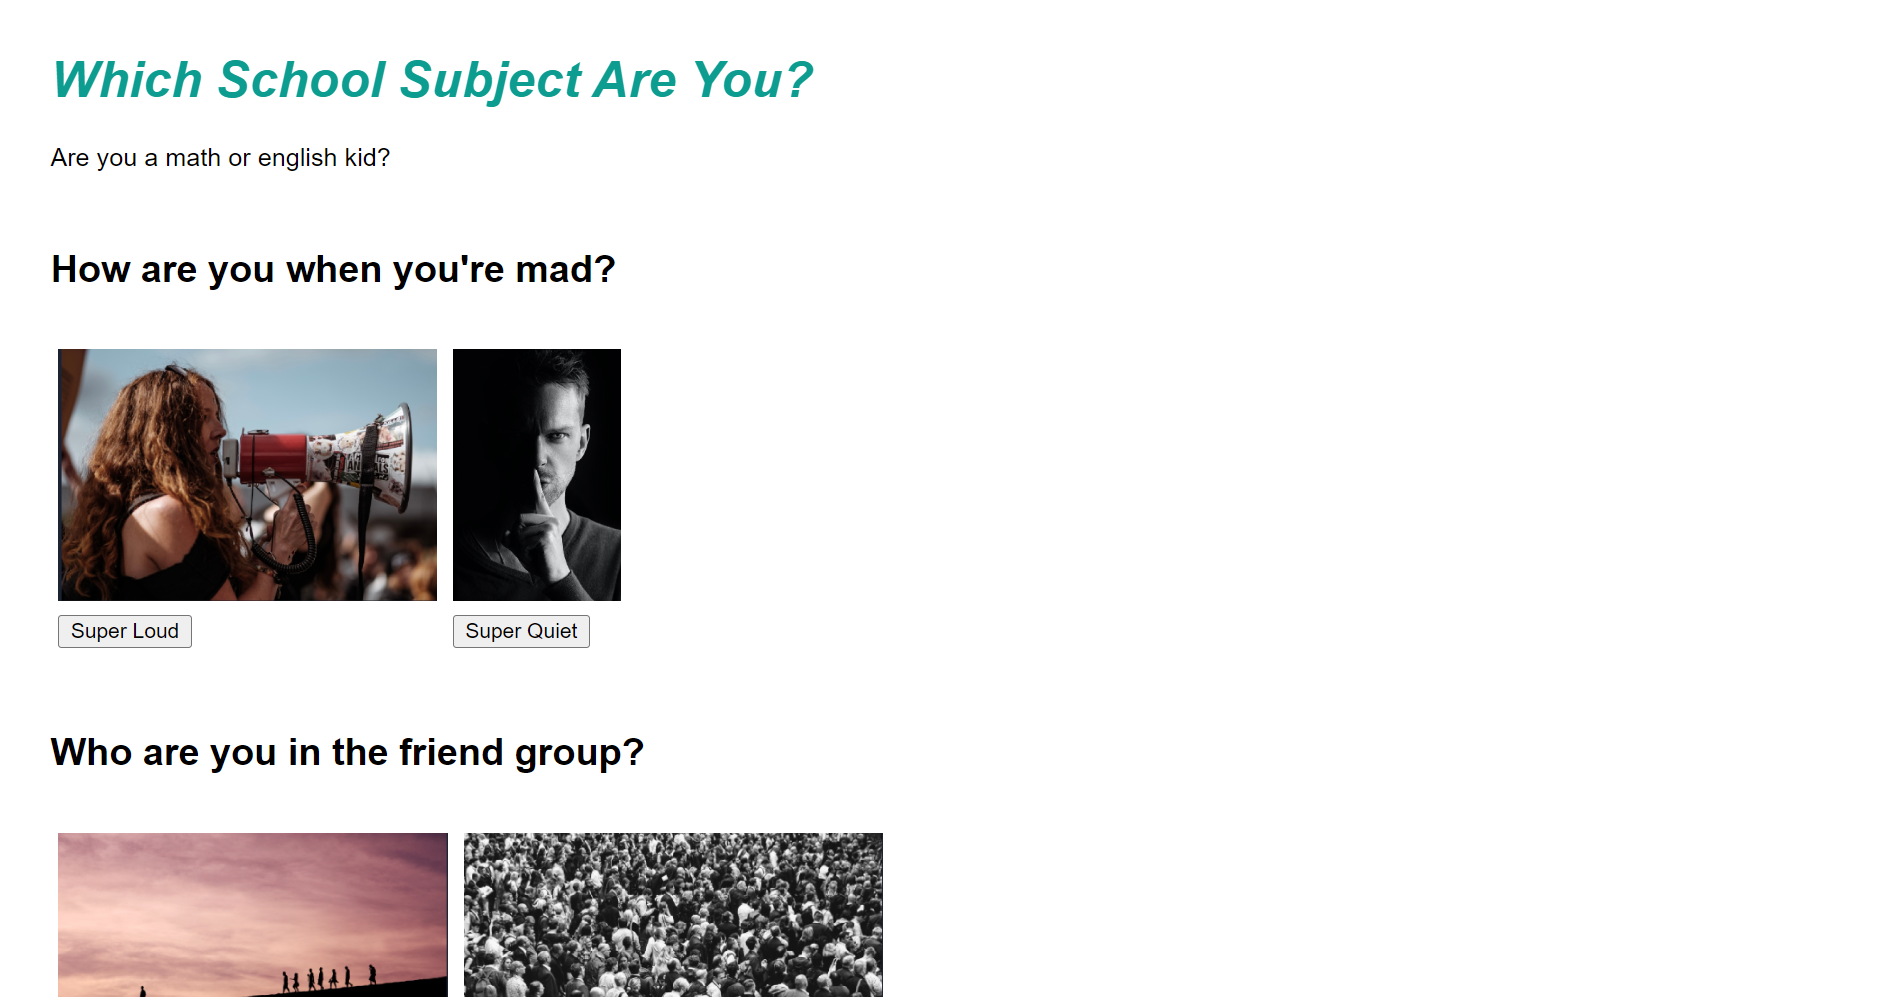 Which School Subject Are You?
Are you a math or english kid?
How are you when you're mad?
Super Loud
Super Quiet
Who are you in the friend group?